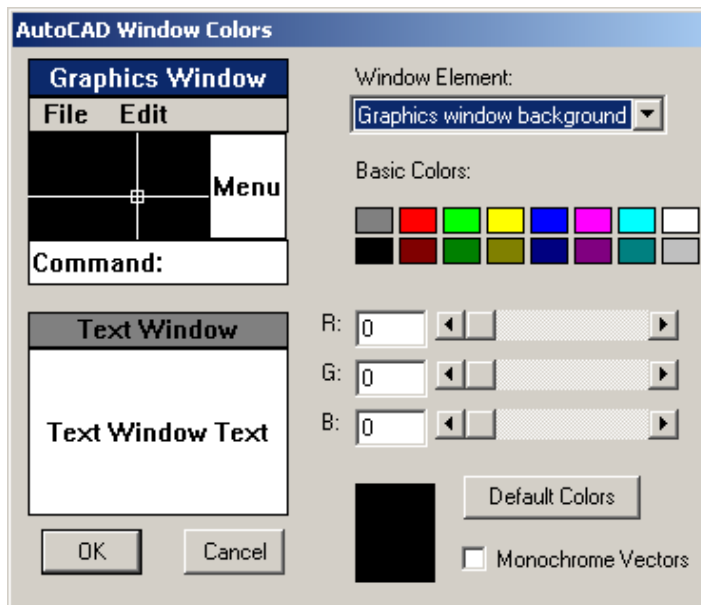 AutoCAD Window Colors
Graphics Window
File Edit
Menu
Command:
Text Window
Text Window Text
OK Cancel
Window Element:
Graphics window background
Basic Colors:
R: 0
G: 0
B: 0
Default Colors
Monochrome Vectors